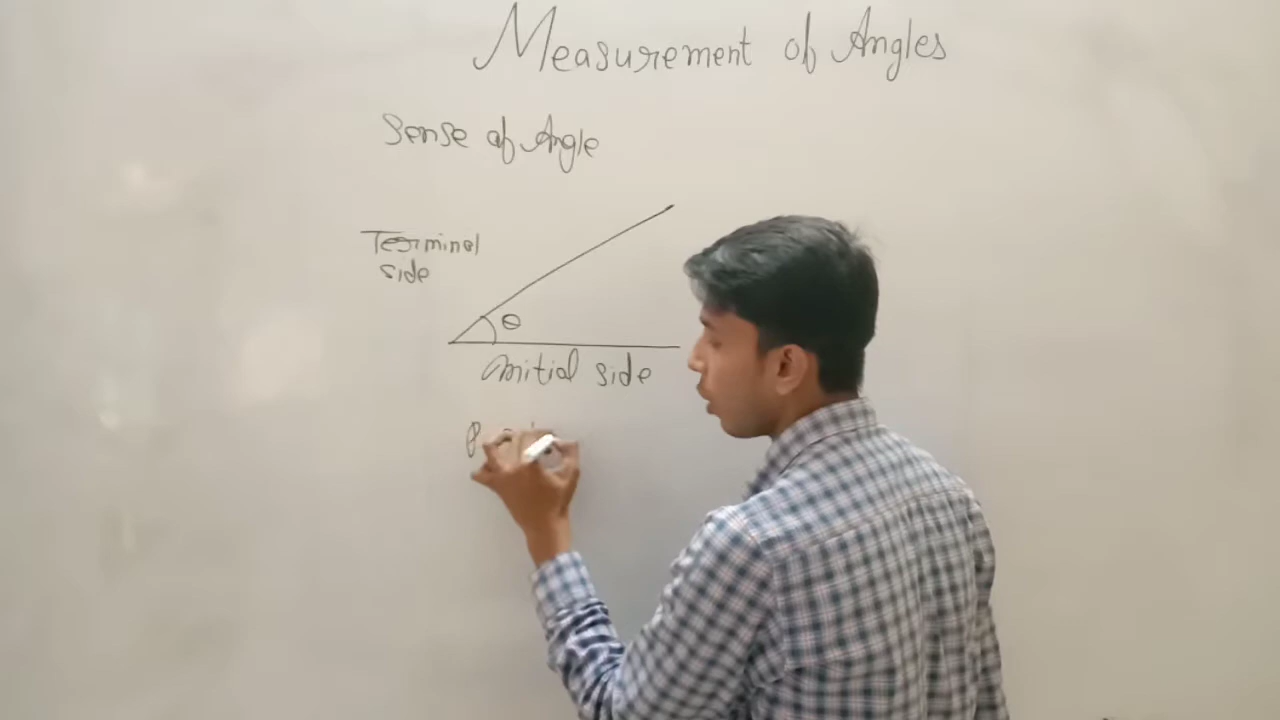 Measurement of Angles
Sense of Angle
Terminal
side
θ
initial side